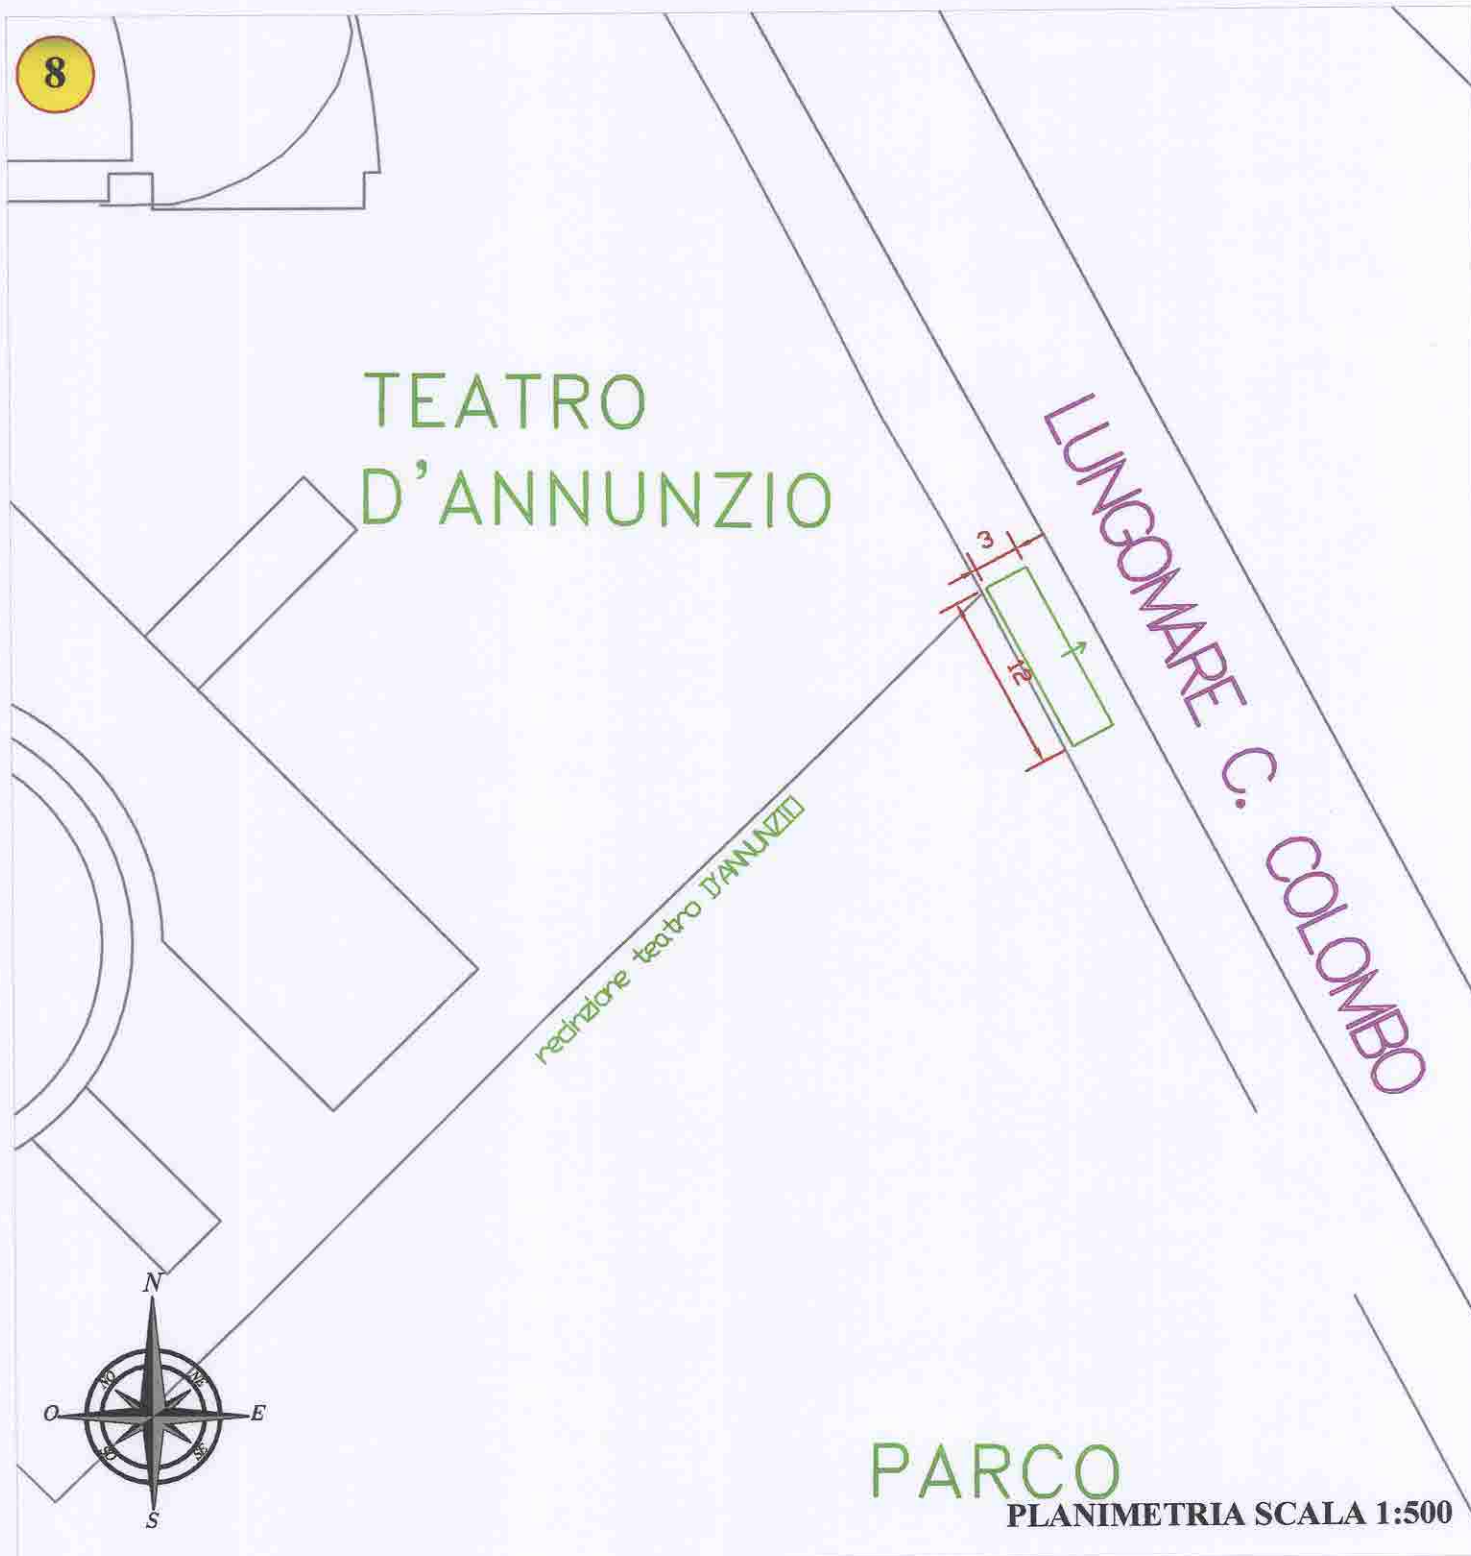 8
TEATRO
D'ANNUNZIO
LUNGOMARE C. COLOMBO
3
12
recinzione teatro D'ANNUNZIO
N
NO
NE
O
E
SO
SE
S
PARCO
PLANIMETRIA SCALA 1:500